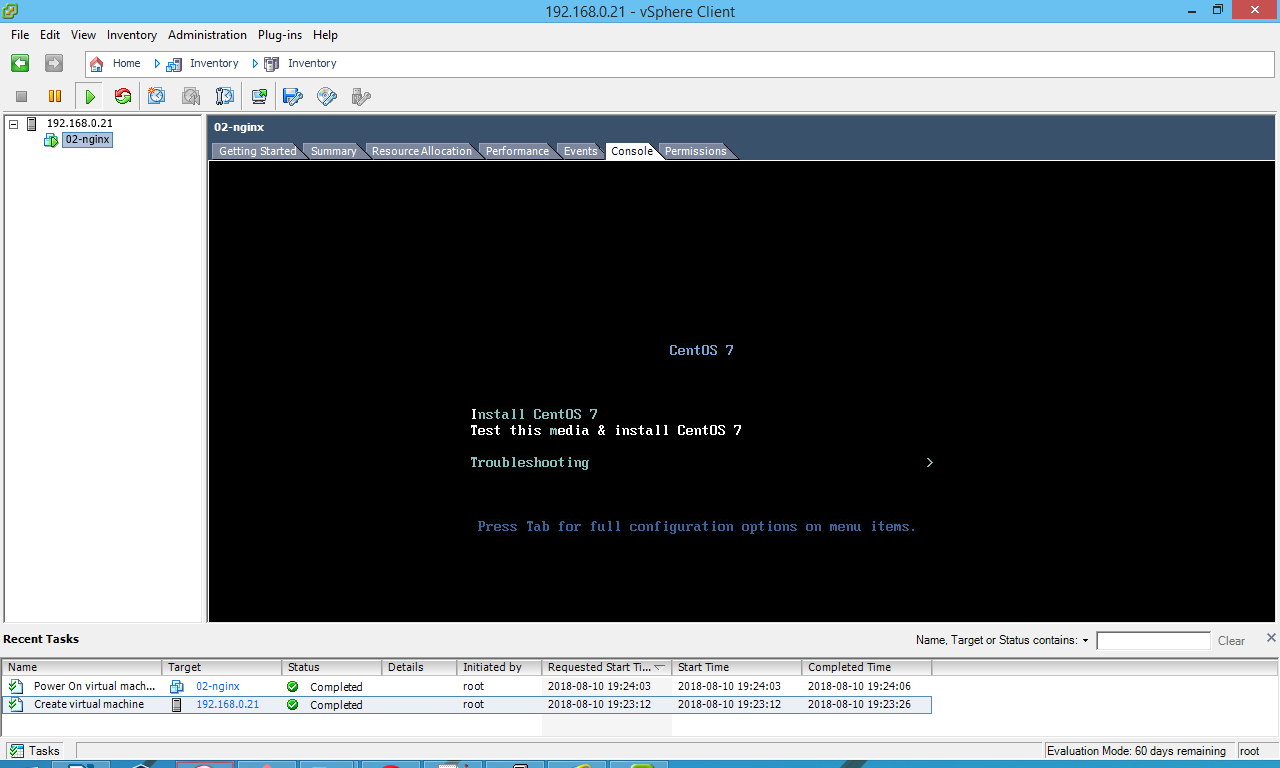 192.168.0.21 - vSphere Client
File Edit View Inventory Administration Plug-ins Help
Home Inventory Inventory
192.168.0.21
02-nginx
02-nginx
Getting Started Summary Resource Allocation Performance Events Console Permissions
CentOS 7
Install CentOS 7
Test this media & install CentOS 7
Troubleshooting >
Press Tab for full configuration options on menu items.
Recent Tasks
Name, Target or Status contains: Clear
Name Target Status Details Initiated by Requested Start Ti... Start Time Completed Time
Power On virtual mach... 02-nginx Completed root 2018-08-10 19:24:03 2018-08-10 19:24:03 2018-08-10 19:24:06
Create virtual machine 192.168.0.21 Completed root 2018-08-10 19:23:12 2018-08-10 19:23:12 2018-08-10 19:23:26
Tasks Evaluation Mode: 60 days remaining root